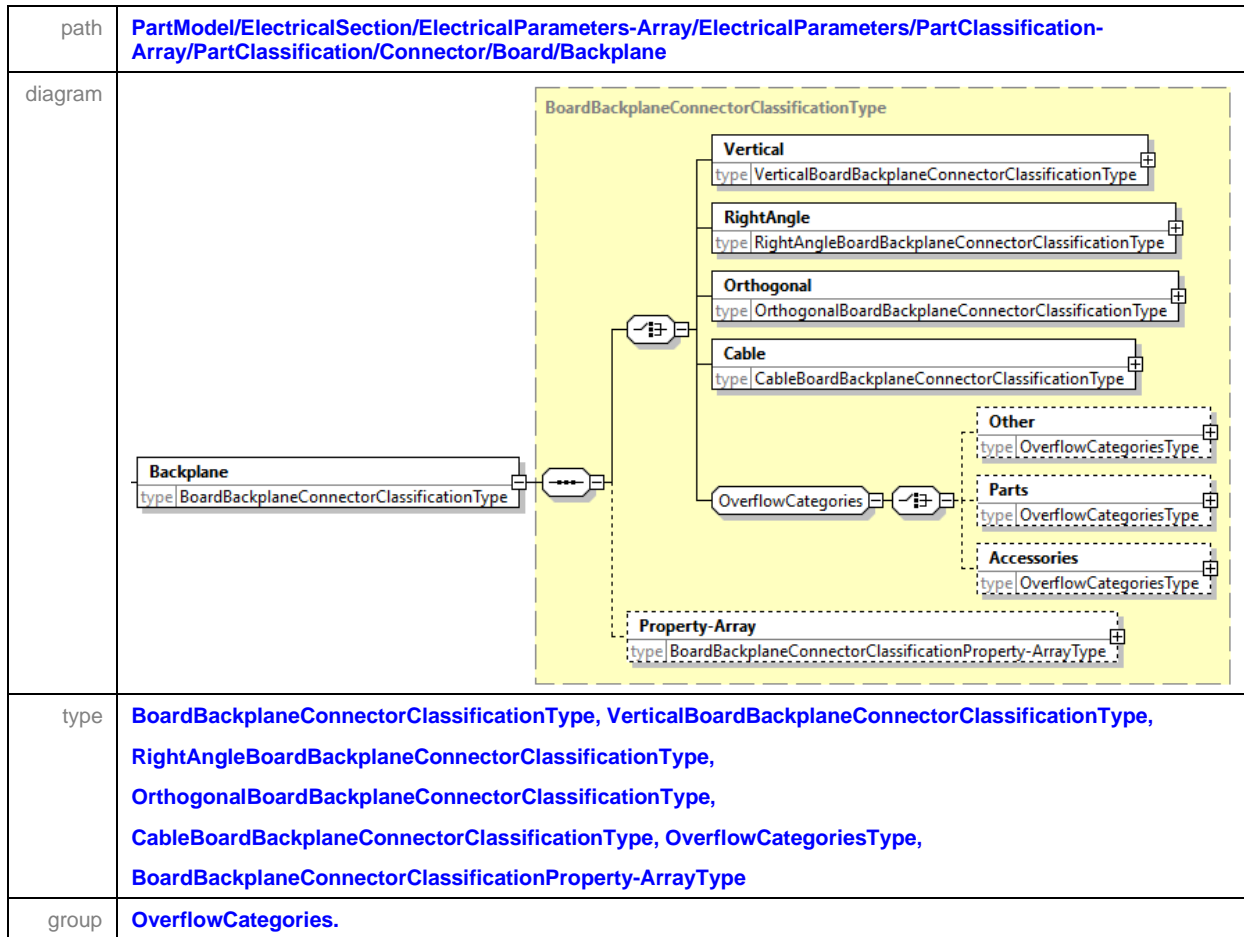 path
PartModel/ElectricalSection/ElectricalParameters-Array/ElectricalParameters/PartClassification-
Array/PartClassification/Connector/Board/Backplane
diagram
BoardBackplaneConnectorClassificationType
Vertical
type VerticalBoardBackplaneConnectorClassificationType
RightAngle
type RightAngleBoardBackplaneConnectorClassificationType
Orthogonal
type OrthogonalBoardBackplaneConnectorClassificationType
Cable
type CableBoardBackplaneConnectorClassificationType
Other
type OverflowCategoriesType
Backplane
type BoardBackplaneConnectorClassificationType
OverflowCategories
Parts
type OverflowCategoriesType
Accessories
type OverflowCategoriesType
Property-Array
type BoardBackplaneConnectorClassificationProperty-ArrayType
type
BoardBackplaneConnectorClassificationType, VerticalBoardBackplaneConnectorClassificationType,
RightAngleBoardBackplaneConnectorClassificationType,
OrthogonalBoardBackplaneConnectorClassificationType,
CableBoardBackplaneConnectorClassificationType, OverflowCategoriesType,
BoardBackplaneConnectorClassificationProperty-ArrayType
group
OverflowCategories.